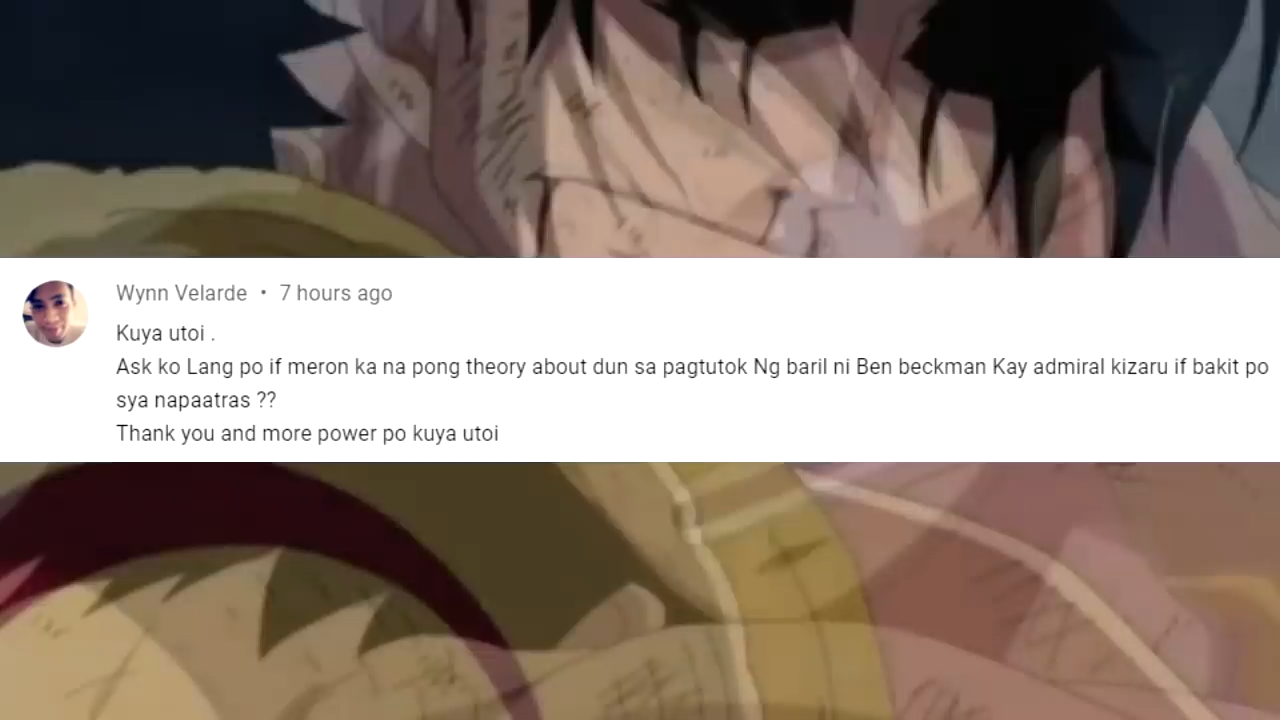 Wynn Velarde • 7 hours ago
Kuya utoi .
Ask ko Lang po if meron ka na pong theory about dun sa pagtutok Ng baril ni Ben beckman Kay admiral kizaru if bakit po
sya napaatras ??
Thank you and more power po kuya utoi